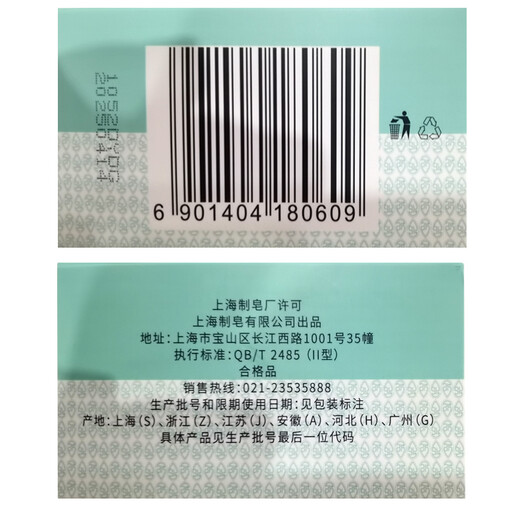 20250414
6 901404 180609
上海制皂厂许可
上海制皂有限公司出品
地址:上海市宝山区长江西路1001号35幢
执行标准:QB/T 2485 (II型)
合格品
销售热线:021-23535888
生产批号和限期使用日期:见包装标注
产地:上海(S)、浙江(Z)、江苏(J)、安徽(A)、河北(H)、广州(G)
具体产品见生产批号最后一位代码